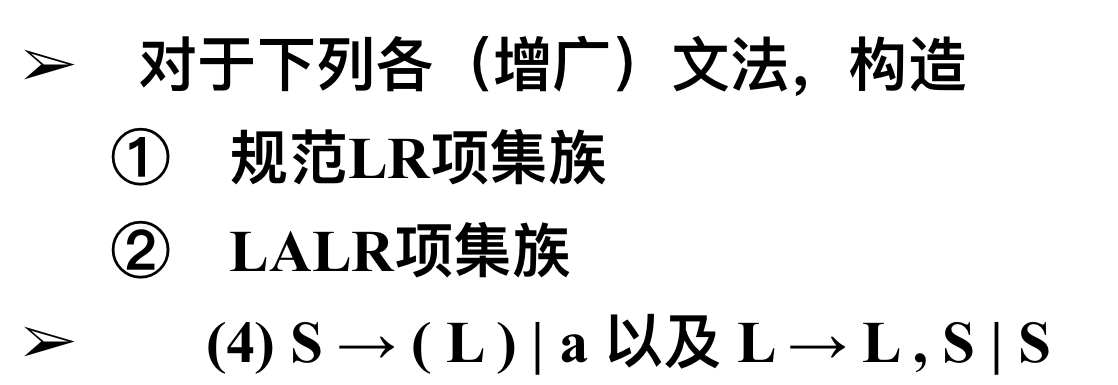 ➢ 对于下列各（增广）文法，构造
① 规范LR项集族
② LALR项集族
➢ (4) S → ( L ) | a 以及 L → L , S | S